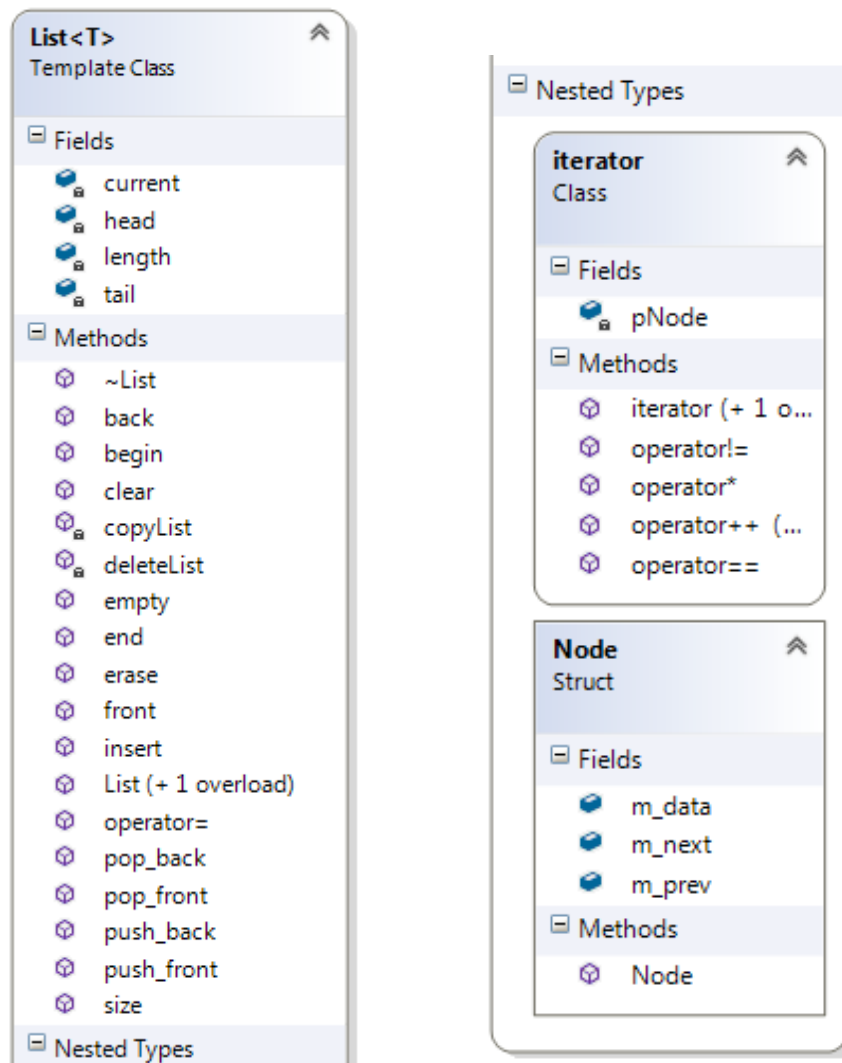 List<T>
Template Class
Fields
current
head
length
tail
Methods
~List
back
begin
clear
copyList
deleteList
empty
end
erase
front
insert
List (+ 1 overload)
operator=
pop_back
pop_front
push_back
push_front
size
Nested Types
Nested Types
iterator
Class
Fields
pNode
Methods
iterator (+ 1 o...
operator!=
operator*
operator++ (...
operator==
Node
Struct
Fields
m_data
m_next
m_prev
Methods
Node